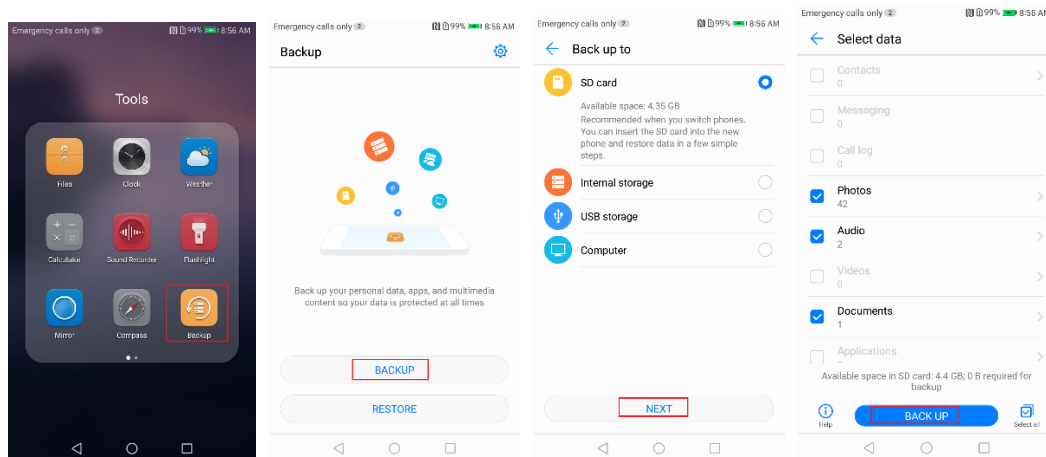 Emergency calls only 2 99% 8:56 AM
Tools
Files Clock Weather
Calculator Sound Recorder Flashlight
Mirror Compass Backup
Emergency calls only 2 99% 8:56 AM
Backup
Back up your personal data, apps, and multimedia
content so your data is protected at all times
BACKUP
RESTORE
Emergency calls only 2 99% 8:56 AM
Back up to
SD card
Available space: 4.35 GB
Recommended when you switch phones.
You can insert the SD card into the new
phone and restore data in a few simple
steps.
Internal storage
USB storage
Computer
NEXT
Emergency calls only 2 99% 8:56 AM
Select data
Contacts
0
Messaging
0
Call log
0
Photos
42
Audio
2
Videos
0
Documents
1
Applications
Available space in SD card: 4.4 GB; 0 B required for
backup
Help BACK UP Select all